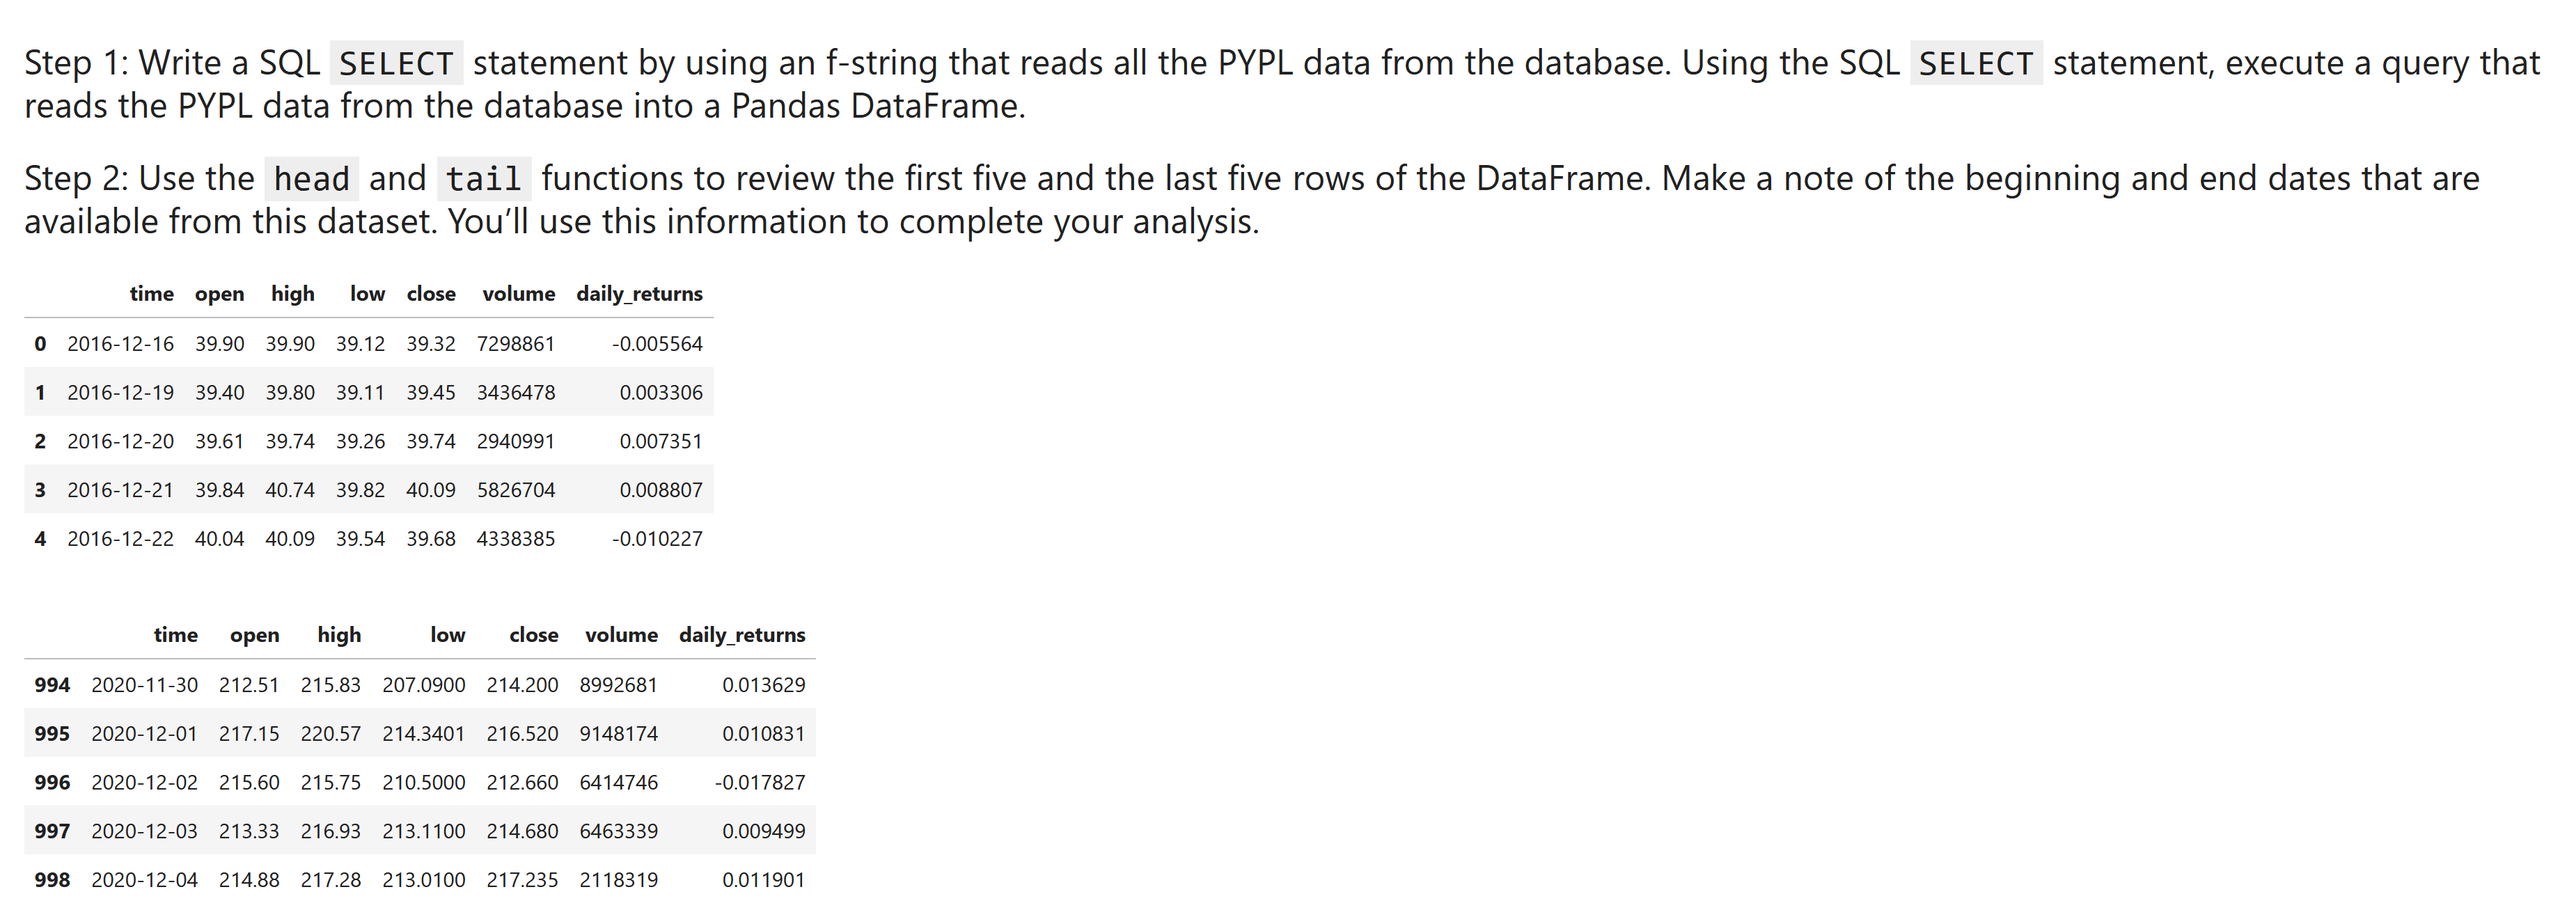 Step 1: Write a SQL SELECT statement by using an f-string that reads all the PYPL data from the database. Using the SQL SELECT statement, execute a query that
reads the PYPL data from the database into a Pandas DataFrame.
Step 2: Use the head and tail functions to review the first five and the last five rows of the DataFrame. Make a note of the beginning and end dates that are
available from this dataset. You’ll use this information to complete your analysis.
time open high low close volume daily_returns
0 2016-12-16 39.90 39.90 39.12 39.32 7298861 -0.005564
1 2016-12-19 39.40 39.80 39.11 39.45 3436478 0.003306
2 2016-12-20 39.61 39.74 39.26 39.74 2940991 0.007351
3 2016-12-21 39.84 40.74 39.82 40.09 5826704 0.008807
4 2016-12-22 40.04 40.09 39.54 39.68 4338385 -0.010227
time open high low close volume daily_returns
994 2020-11-30 212.51 215.83 207.0900 214.200 8992681 0.013629
995 2020-12-01 217.15 220.57 214.3401 216.520 9148174 0.010831
996 2020-12-02 215.60 215.75 210.5000 212.660 6414746 -0.017827
997 2020-12-03 213.33 216.93 213.1100 214.680 6463339 0.009499
998 2020-12-04 214.88 217.28 213.0100 217.235 2118319 0.011901